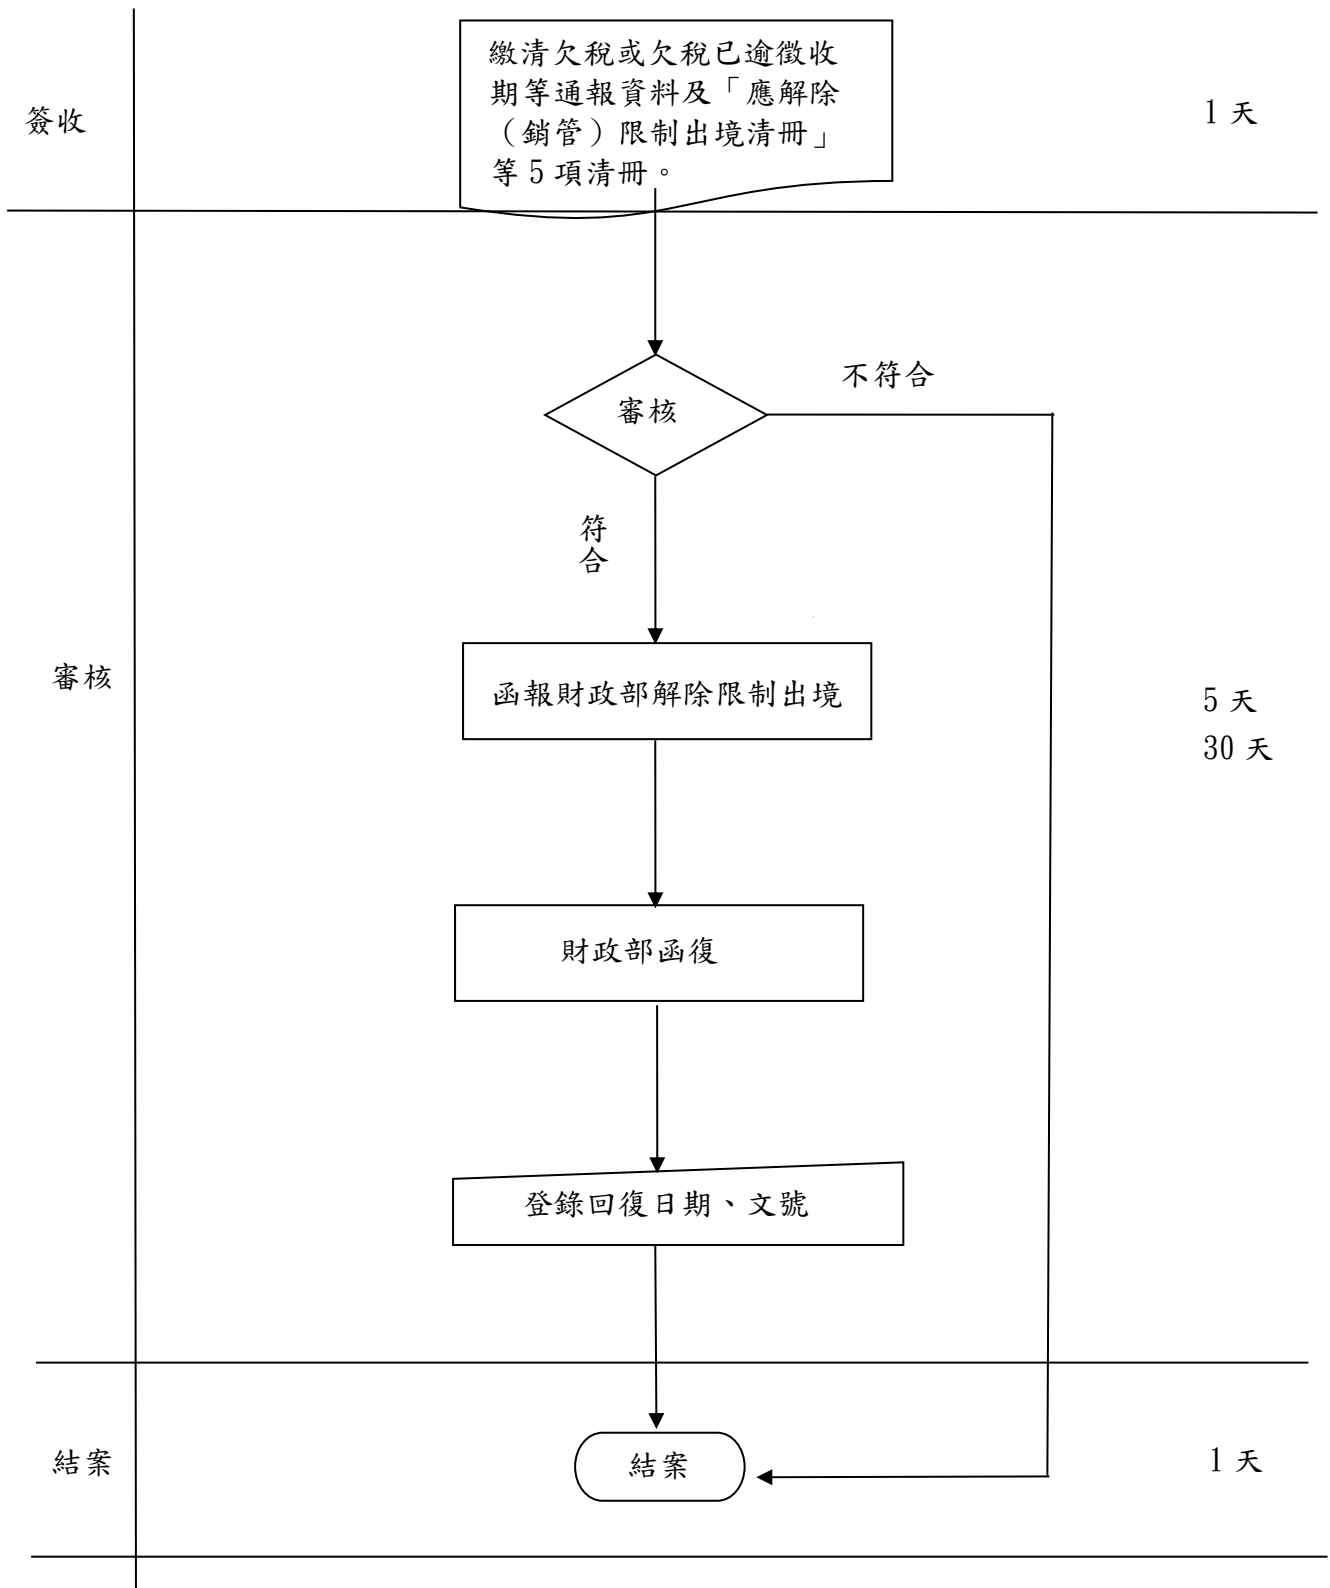 繳清欠稅或欠稅已逾徵收
期等通報資料及「應解除
（銷管）限制出境清冊」
等 5 項清冊。
簽收
1 天
不符合
審核
符
合
審核
函報財政部解除限制出境
5 天
30 天
財政部函復
登錄回復日期、文號
結案
結案
1 天